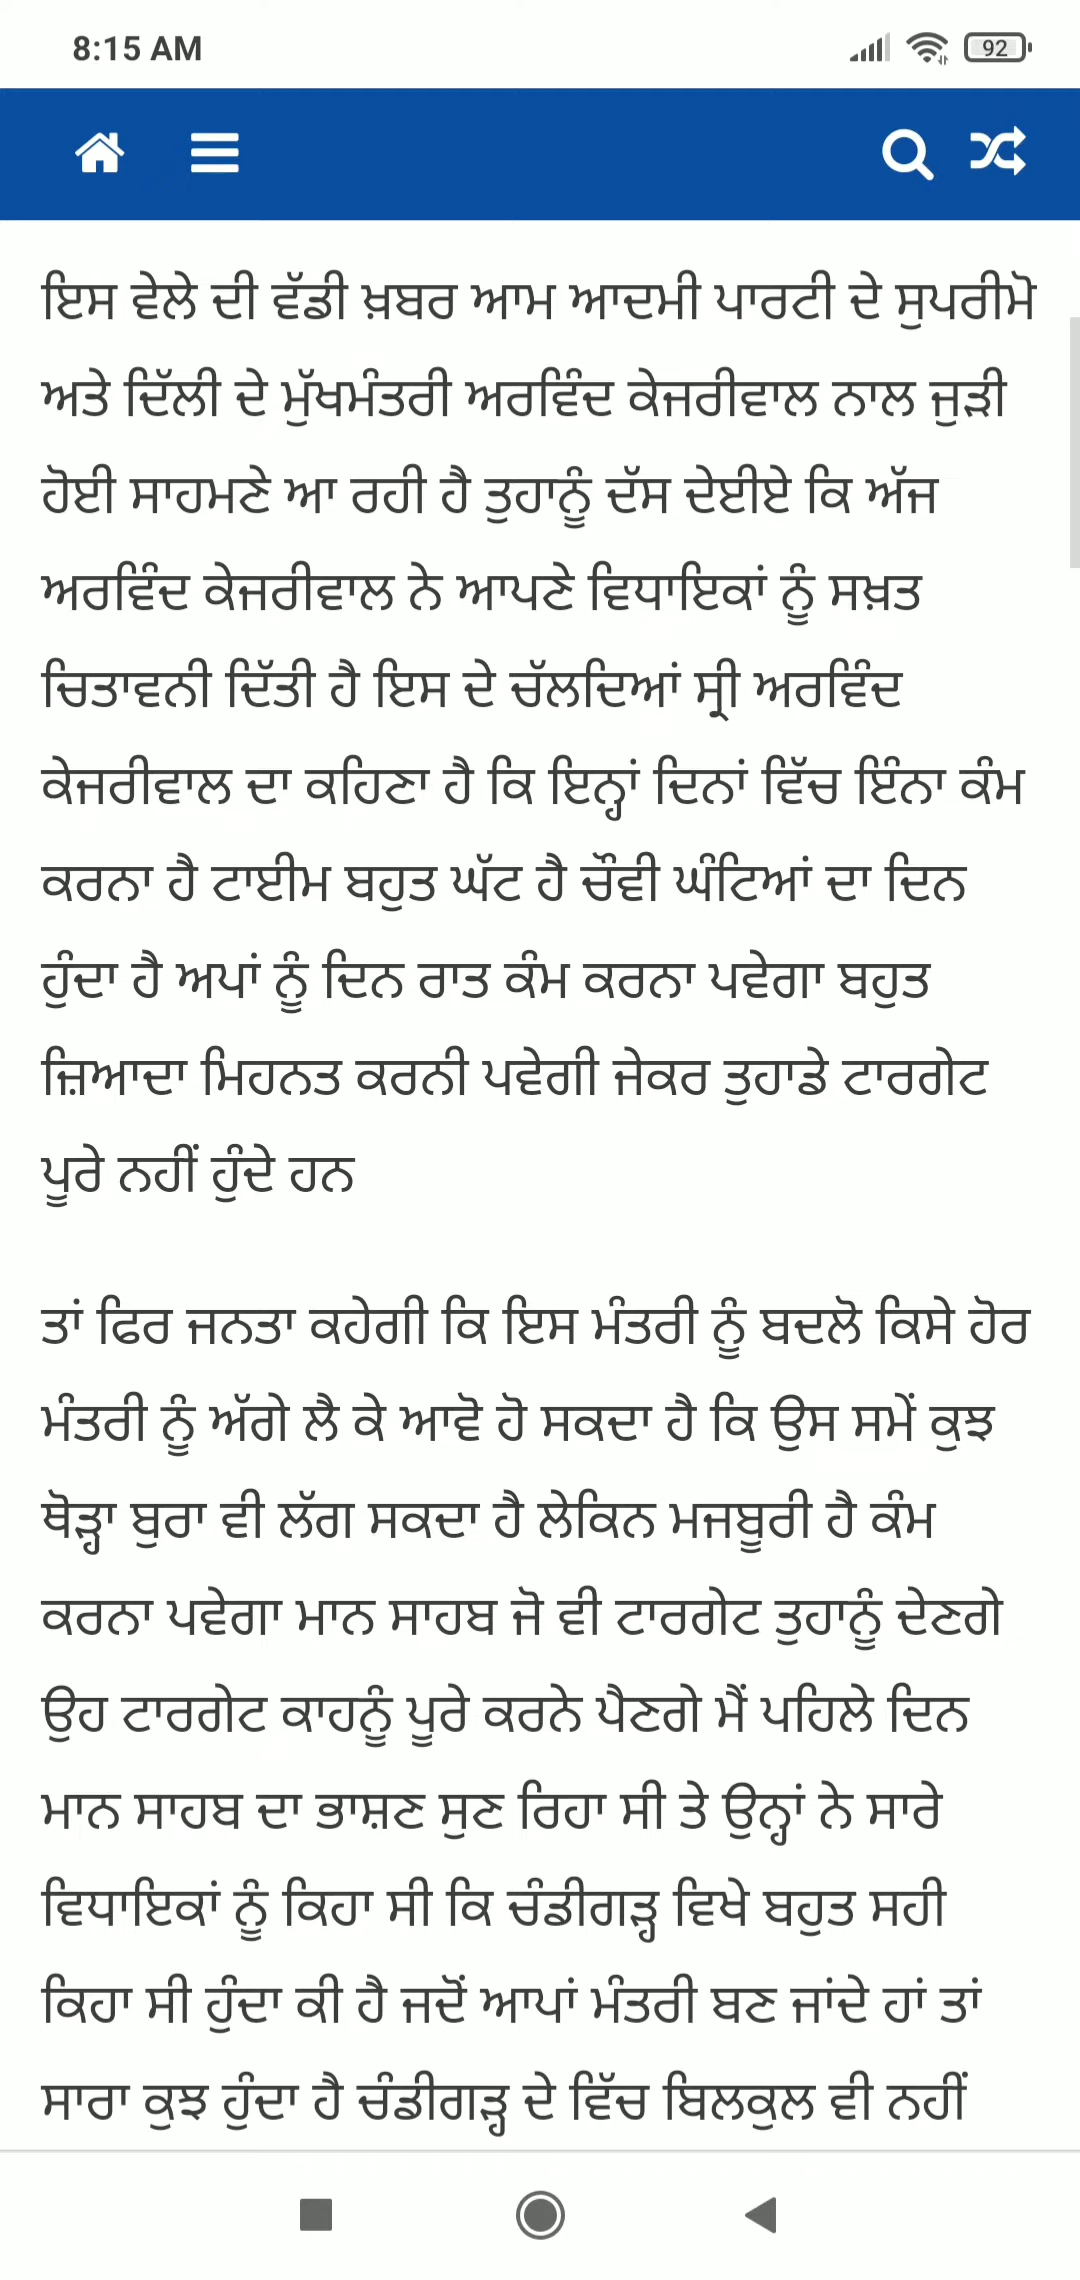 8:15 AM
92
ਇਸ ਵੇਲੇ ਦੀ ਵੱਡੀ ਖ਼ਬਰ ਆਮ ਆਦਮੀ ਪਾਰਟੀ ਦੇ ਸੁਪਰੀਮੋ
ਅਤੇ ਦਿੱਲੀ ਦੇ ਮੁੱਖਮੰਤਰੀ ਅਰਵਿੰਦ ਕੇਜਰੀਵਾਲ ਨਾਲ ਜੁੜੀ
ਹੋਈ ਸਾਹਮਣੇ ਆ ਰਹੀ ਹੈ ਤੁਹਾਨੂੰ ਦੱਸ ਦੇਈਏ ਕਿ ਅੱਜ
ਅਰਵਿੰਦ ਕੇਜਰੀਵਾਲ ਨੇ ਆਪਣੇ ਵਿਧਾਇਕਾਂ ਨੂੰ ਸਖ਼ਤ
ਚਿਤਾਵਨੀ ਦਿੱਤੀ ਹੈ ਇਸ ਦੇ ਚੱਲਦਿਆਂ ਸ੍ਰੀ ਅਰਵਿੰਦ
ਕੇਜਰੀਵਾਲ ਦਾ ਕਹਿਣਾ ਹੈ ਕਿ ਇਨ੍ਹਾਂ ਦਿਨਾਂ ਵਿੱਚ ਇੰਨਾ ਕੰਮ
ਕਰਨਾ ਹੈ ਟਾਈਮ ਬਹੁਤ ਘੱਟ ਹੈ ਚੌਵੀ ਘੰਟਿਆਂ ਦਾ ਦਿਨ
ਹੁੰਦਾ ਹੈ ਅਪਾਂ ਨੂੰ ਦਿਨ ਰਾਤ ਕੰਮ ਕਰਨਾ ਪਵੇਗਾ ਬਹੁਤ
ਜ਼ਿਆਦਾ ਮਿਹਨਤ ਕਰਨੀ ਪਵੇਗੀ ਜੇਕਰ ਤੁਹਾਡੇ ਟਾਰਗੇਟ
ਪੂਰੇ ਨਹੀਂ ਹੁੰਦੇ ਹਨ
ਤਾਂ ਫਿਰ ਜਨਤਾ ਕਹੇਗੀ ਕਿ ਇਸ ਮੰਤਰੀ ਨੂੰ ਬਦਲੋ ਕਿਸੇ ਹੋਰ
ਮੰਤਰੀ ਨੂੰ ਅੱਗੇ ਲੈ ਕੇ ਆਵੋ ਹੋ ਸਕਦਾ ਹੈ ਕਿ ਉਸ ਸਮੇਂ ਕੁਝ
ਥੋੜ੍ਹਾ ਬੁਰਾ ਵੀ ਲੱਗ ਸਕਦਾ ਹੈ ਲੇਕਿਨ ਮਜਬੂਰੀ ਹੈ ਕੰਮ
ਕਰਨਾ ਪਵੇਗਾ ਮਾਨ ਸਾਹਬ ਜੋ ਵੀ ਟਾਰਗੇਟ ਤੁਹਾਨੂੰ ਦੇਣਗੇ
ਉਹ ਟਾਰਗੇਟ ਕਾਹਨੂੰ ਪੂਰੇ ਕਰਨੇ ਪੈਣਗੇ ਮੈਂ ਪਹਿਲੇ ਦਿਨ
ਮਾਨ ਸਾਹਬ ਦਾ ਭਾਸ਼ਣ ਸੁਣ ਰਿਹਾ ਸੀ ਤੇ ਉਨ੍ਹਾਂ ਨੇ ਸਾਰੇ
ਵਿਧਾਇਕਾਂ ਨੂੰ ਕਿਹਾ ਸੀ ਕਿ ਚੰਡੀਗੜ੍ਹ ਵਿਖੇ ਬਹੁਤ ਸਹੀ
ਕਿਹਾ ਸੀ ਹੁੰਦਾ ਕੀ ਹੈ ਜਦੋਂ ਆਪਾਂ ਮੰਤਰੀ ਬਣ ਜਾਂਦੇ ਹਾਂ ਤਾਂ
ਸਾਰਾ ਕੁਝ ਹੁੰਦਾ ਹੈ ਚੰਡੀਗੜ੍ਹ ਦੇ ਵਿੱਚ ਬਿਲਕੁਲ ਵੀ ਨਹੀਂ